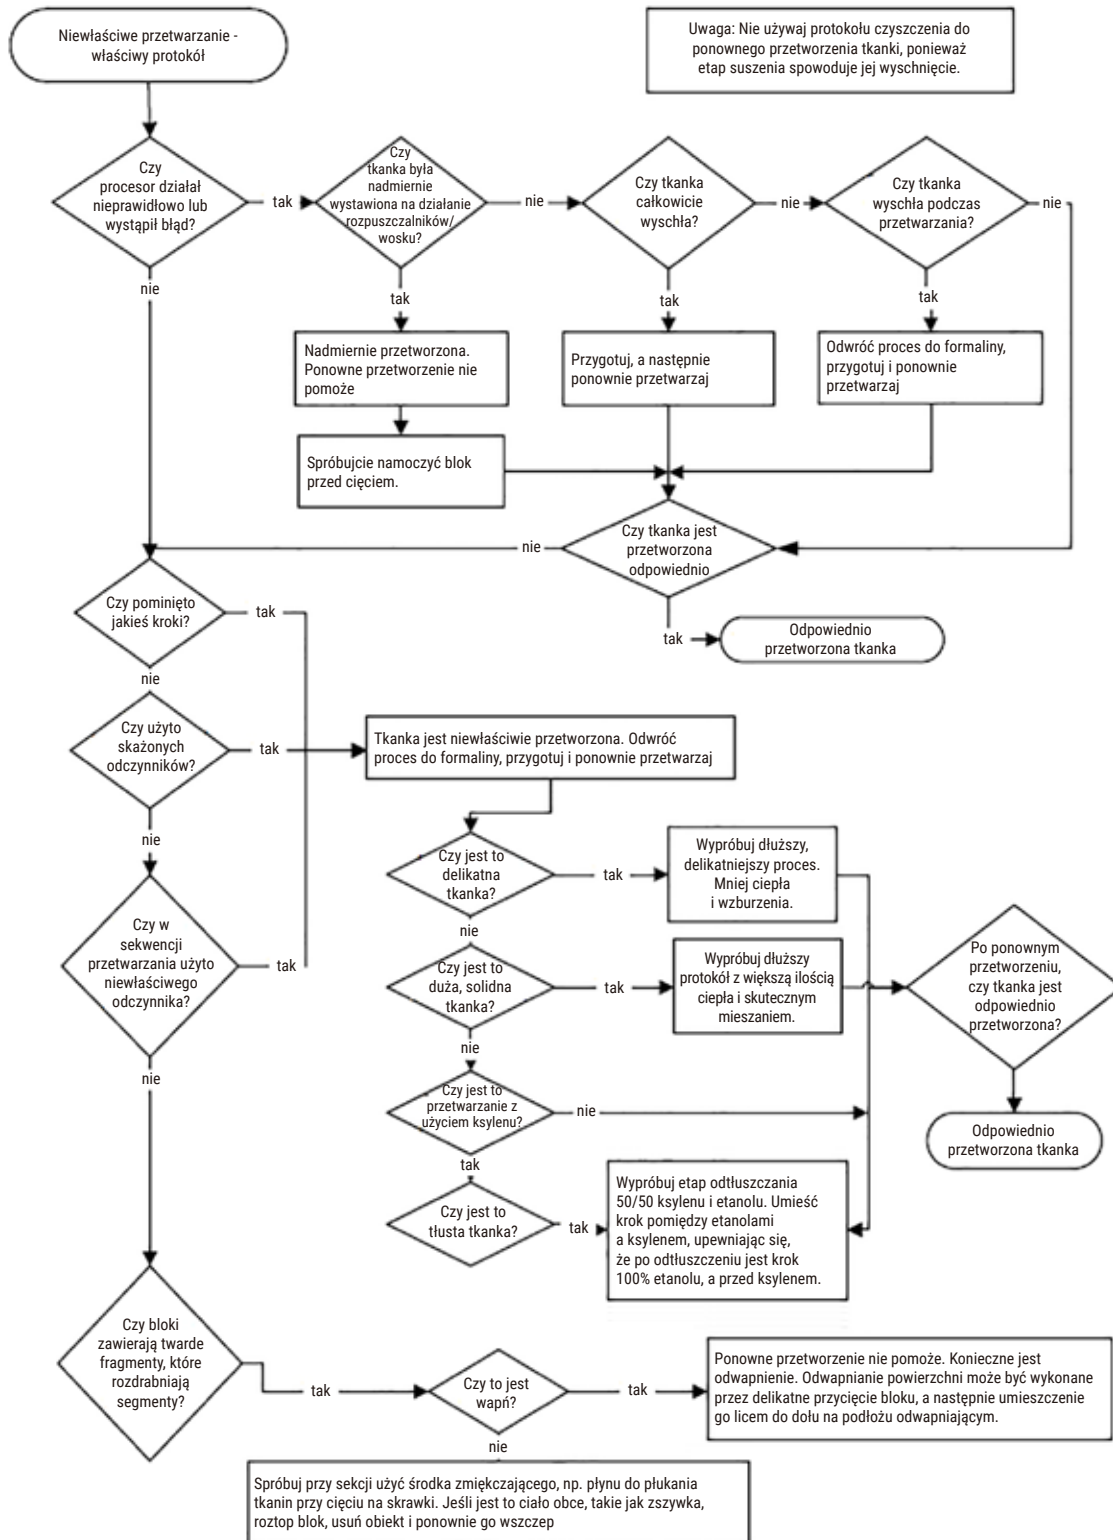 Niewłaściwe przetwarzanie -
właściwy protokół
Uwaga: Nie używaj protokołu czyszczenia do
ponownego przetworzenia tkanki, ponieważ
etap suszenia spowoduje jej wyschnięcie.
Czy
procesor działał
nieprawidłowo lub
wystąpił błąd?
tak
Czy
tkanka była
nadmiernie
wystawiona na działanie
rozpuszczalników/
wosku?
nie
Czy tkanka
całkowicie
wyschła?
nie
Czy tkanka
wyschła podczas
przetwarzania?
nie
nie
tak
tak
tak
Nadmiernie przetworzona.
Ponowne przetworzenie nie
pomoże
Przygotuj, a następnie
ponownie przetwarzaj
Odwróć proces do formaliny,
przygotuj i ponownie
przetwarzaj
Spróbujcie namoczyć blok
przed cięciem.
Czy tkanka jest
przetworzona
odpowiednio
nie
tak
Odpowiednio
przetworzona tkanka
Czy pominięto
jakieś kroki?
tak
nie
Czy użyto
skażonych
odczynników?
tak
Tkanka jest niewłaściwie przetworzona. Odwróć
proces do formaliny, przygotuj i ponownie przetwarzaj
nie
Czy w
sekwencji
przetwarzania użyto
niewłaściwego
odczynnika?
tak
nie
Czy jest to
delikatna
tkanka?
tak
Wypróbuj dłuższy,
delikatniejszy proces.
Mniej ciepła
i wzburzenia.
nie
Czy jest to
duża, solidna
tkanka?
tak
Wypróbuj dłuższy
protokół z większą ilością
ciepła i skutecznym
mieszaniem.
Po ponownym
przetworzeniu,
czy tkanka jest
odpowiednio
przetworzona?
nie
Czy jest to
przetwarzanie z
użyciem ksylenu?
nie
Odpowiednio
przetworzona tkanka
tak
Czy jest to
tłusta tkanka?
tak
Wypróbuj etap odtłuszczania
50/50 ksylenu i etanolu. Umieść
krok pomiędzy etanolami
a ksylenem, upewniając się,
że po odtłuszczeniu jest krok
100% etanolu, a przed ksylenem.
Czy bloki
zawierają twarde
fragmenty, które
rozdrabniają
segmenty?
tak
Czy to jest
wapń?
tak
Ponowne przetworzenie nie pomoże. Konieczne jest
odwapnienie. Odwapnianie powierzchni może być wykonane
przez delikatne przycięcie bloku, a następnie umieszczenie
go licem do dołu na podłożu odwapniającym.
nie
Spróbuj przy sekcji użyć środka zmiękczającego, np. płynu do płukania
tkanin przy cięciu na skrawki. Jeśli jest to ciało obce, takie jak zszywka,
roztop blok, usuń obiekt i ponownie go wszczep